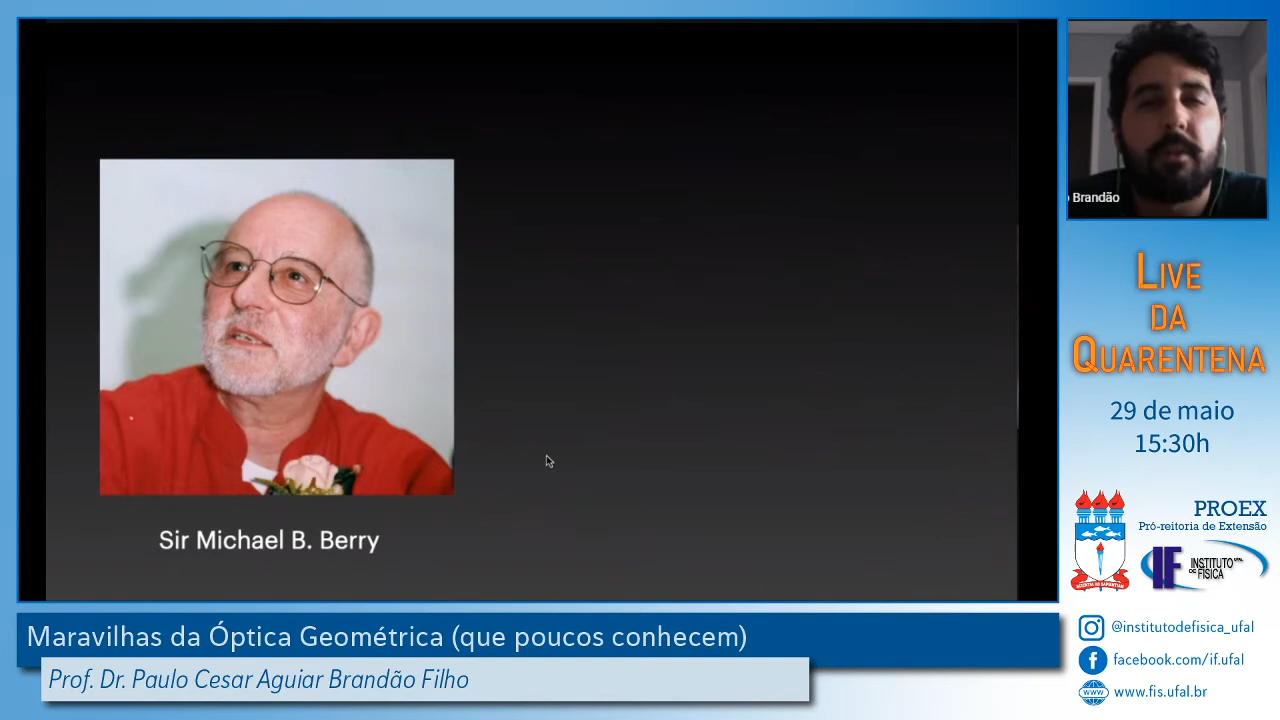 Sir Michael B. Berry
Brandão
LIVE
DA
QUARENTENA
29 de maio
15:30h
PROEX
Pró-reitoria de Extensão
IF INSTITUTO UFAL
DE FÍSICA
@institutodefisica_ufal
facebook.com/if.ufal
www.fis.ufal.br
Maravilhas da Óptica Geométrica (que poucos conhecem)
Prof. Dr. Paulo Cesar Aguiar Brandão Filho